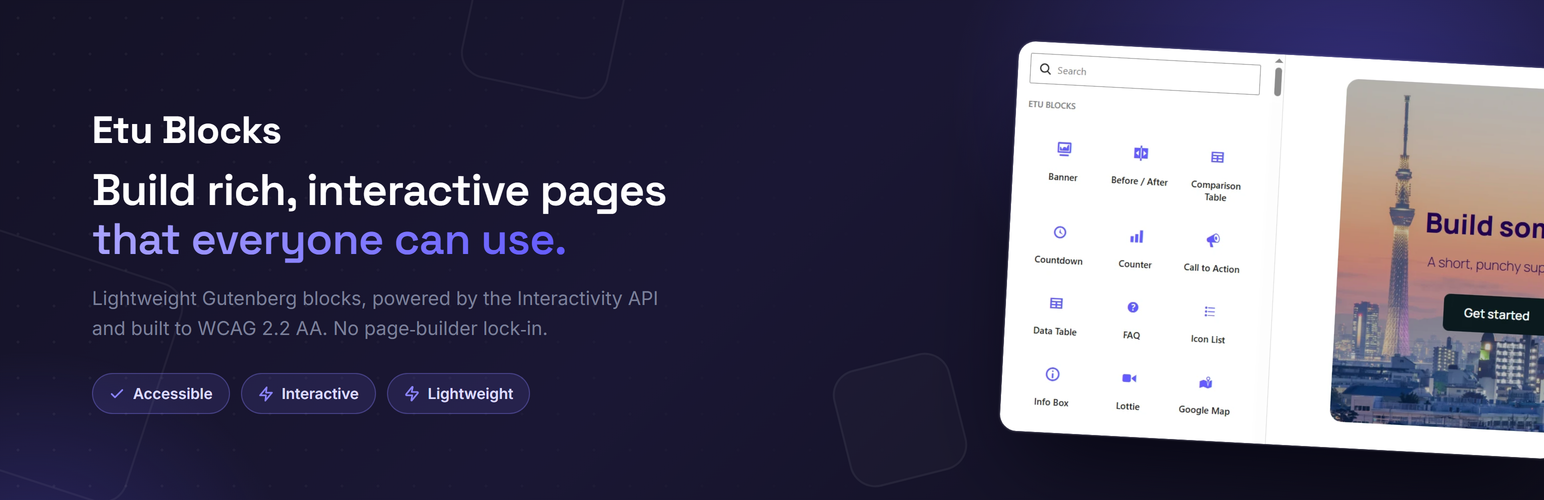 Etu Blocks
Build rich, interactive pages
that everyone can use.
Lightweight Gutenberg blocks, powered by the Interactivity API
and built to WCAG 2.2 AA. No page-builder lock-in.
Accessible
Interactive
Lightweight
Search
ETU BLOCKS
Banner
Before / After
Comparison
Table
Countdown
Counter
Call to Action
Data Table
FAQ
Icon List
Info Box
Lottie
Google Map
Build
A short, punchy
Get started